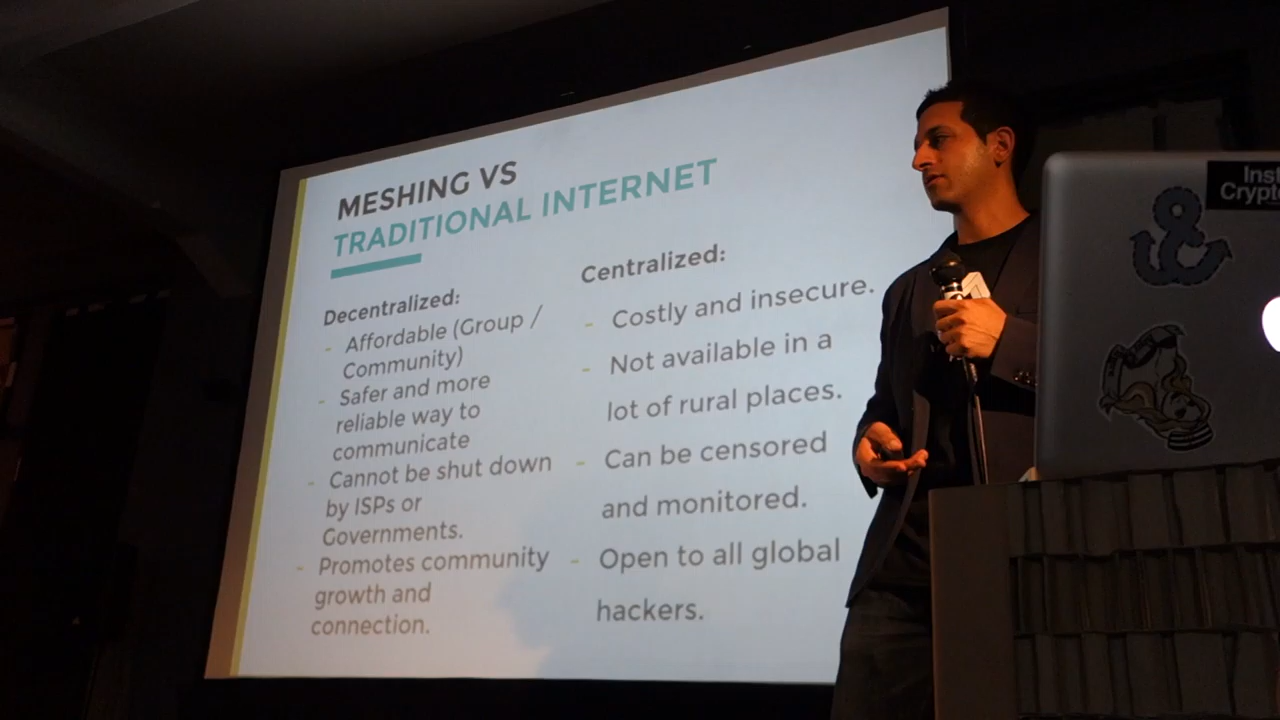 MESHING VS
TRADITIONAL INTERNET
Decentralized:
- Affordable (Group /
Community)
- Safer and more
reliable way to
communicate
- Cannot be shut down
by ISPs or
Governments.
- Promotes community
growth and
connection.
Centralized:
- Costly and insecure.
- Not available in a
lot of rural places.
- Can be censored
and monitored.
- Open to all global
hackers.
Inst
Crypt